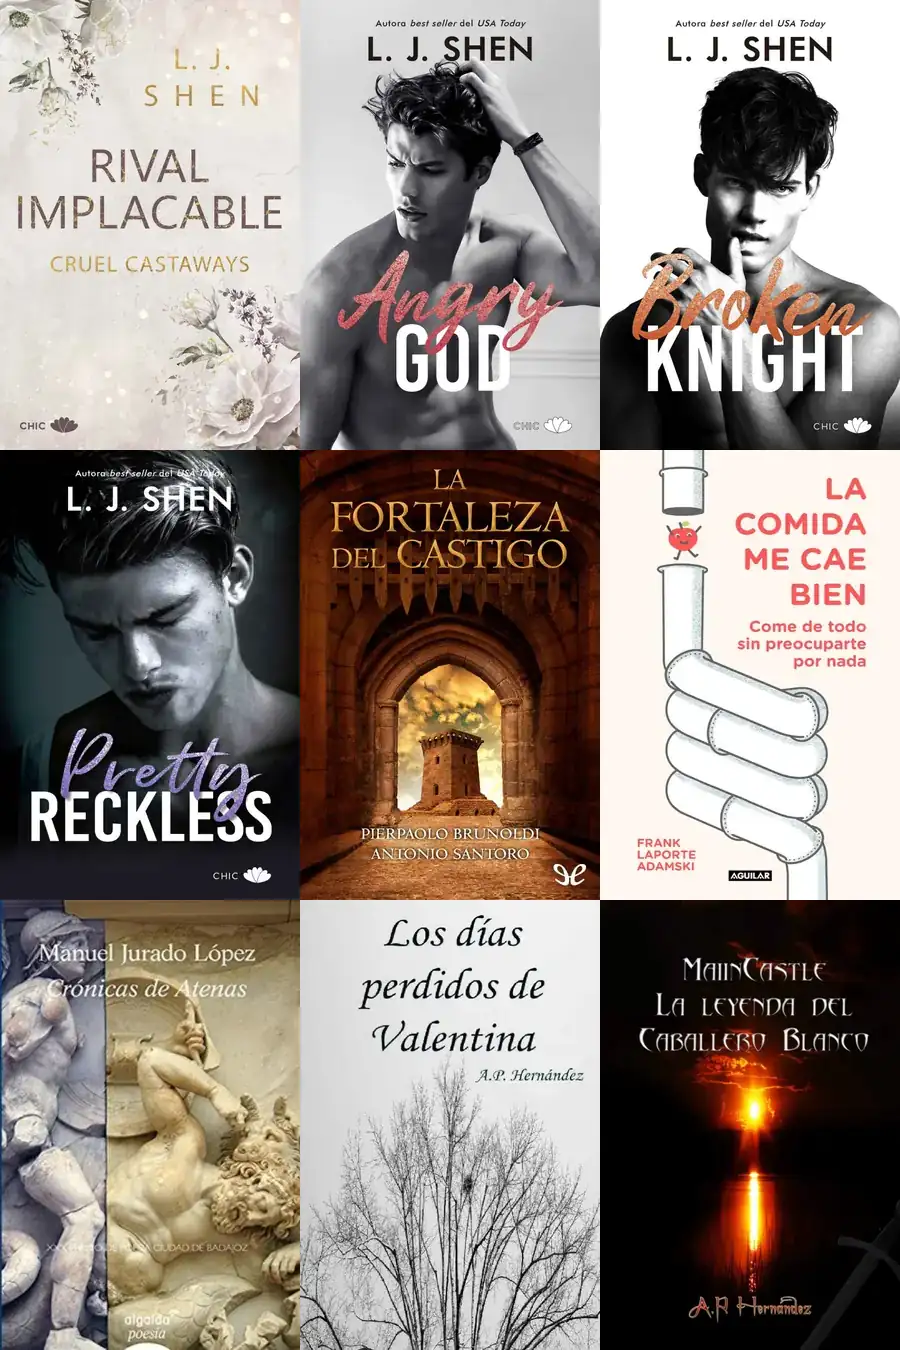 L. J.
SHEN
RIVAL
IMPLACABLE
CRUEL CASTAWAYS
CHIC
Autora best seller del USA Today
L. J. SHEN
Angry
GOD
CHIC
Autora best seller del USA Today
L. J. SHEN
Broken
KNIGHT
CHIC
Autora best seller del USA Today
L. J. SHEN
Pretty
RECKLESS
CHIC
LA
FORTALEZA
DEL CASTIGO
PIERPAOLO BRUNOLDI
ANTONIO SANTORO
LA
COMIDA
ME CAE
BIEN
Come de todo
sin preocuparte
por nada
FRANK
LAPORTE
ADAMSKI
AGUILAR
Manuel Jurado López
Crónicas de Atenas
CIUDAD DE BADAJOZ
algaida
poesía
Los días
perdidos de
Valentina
A.P. Hernández
MaiinCastle
La leyenda del
Caballero Blanco
A.P. Hernández